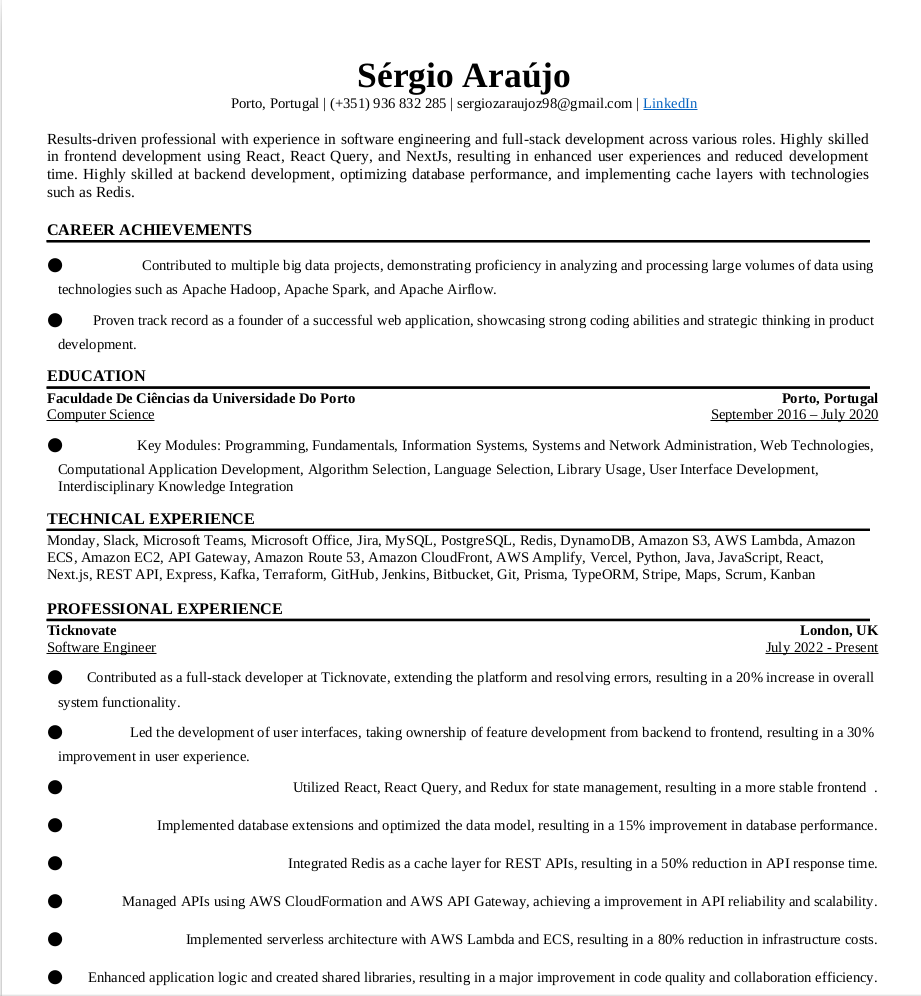 Sérgio Araújo
Porto, Portugal | (+351) 936 832 285 | sergiozaraujoz98@gmail.com | LinkedIn
Results-driven professional with experience in software engineering and full-stack development across various roles. Highly skilled
in frontend development using React, React Query, and NextJs, resulting in enhanced user experiences and reduced development
time. Highly skilled at backend development, optimizing database performance, and implementing cache layers with technologies
such as Redis.
CAREER ACHIEVEMENTS
● Contributed to multiple big data projects, demonstrating proficiency in analyzing and processing large volumes of data using
technologies such as Apache Hadoop, Apache Spark, and Apache Airflow.
● Proven track record as a founder of a successful web application, showcasing strong coding abilities and strategic thinking in product
development.
EDUCATION
Faculdade De Ciências da Universidade Do Porto Porto, Portugal
Computer Science September 2016 – July 2020
● Key Modules: Programming, Fundamentals, Information Systems, Systems and Network Administration, Web Technologies,
Computational Application Development, Algorithm Selection, Language Selection, Library Usage, User Interface Development,
Interdisciplinary Knowledge Integration
TECHNICAL EXPERIENCE
Monday, Slack, Microsoft Teams, Microsoft Office, Jira, MySQL, PostgreSQL, Redis, DynamoDB, Amazon S3, AWS Lambda, Amazon
ECS, Amazon EC2, API Gateway, Amazon Route 53, Amazon CloudFront, AWS Amplify, Vercel, Python, Java, JavaScript, React,
Next.js, REST API, Express, Kafka, Terraform, GitHub, Jenkins, Bitbucket, Git, Prisma, TypeORM, Stripe, Maps, Scrum, Kanban
PROFESSIONAL EXPERIENCE
Ticknovate London, UK
Software Engineer July 2022 - Present
● Contributed as a full-stack developer at Ticknovate, extending the platform and resolving errors, resulting in a 20% increase in overall
system functionality.
● Led the development of user interfaces, taking ownership of feature development from backend to frontend, resulting in a 30%
improvement in user experience.
● Utilized React, React Query, and Redux for state management, resulting in a more stable frontend .
● Implemented database extensions and optimized the data model, resulting in a 15% improvement in database performance.
● Integrated Redis as a cache layer for REST APIs, resulting in a 50% reduction in API response time.
● Managed APIs using AWS CloudFormation and AWS API Gateway, achieving a improvement in API reliability and scalability.
● Implemented serverless architecture with AWS Lambda and ECS, resulting in a 80% reduction in infrastructure costs.
● Enhanced application logic and created shared libraries, resulting in a major improvement in code quality and collaboration efficiency.